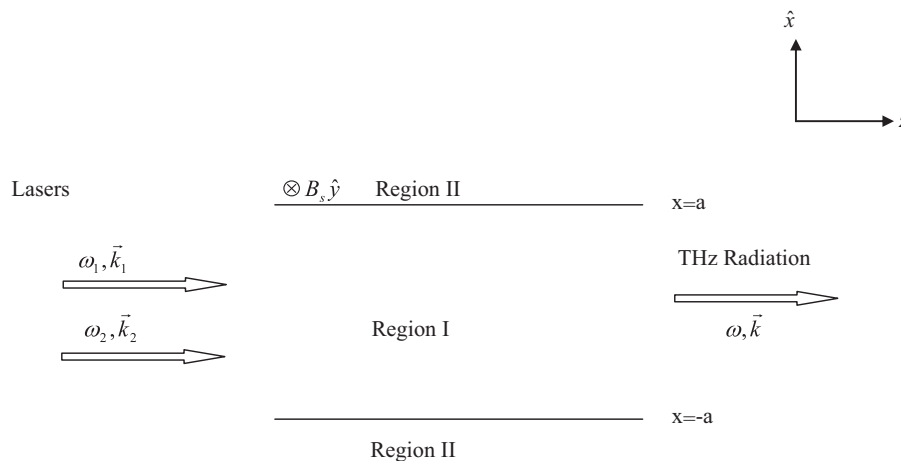 x̂
z
Lasers
⊗ B_s ŷ
Region II
x=a
ω₁, k⃗₁
THz Radiation
ω₂, k⃗₂
Region I
ω, k⃗
x=-a
Region II